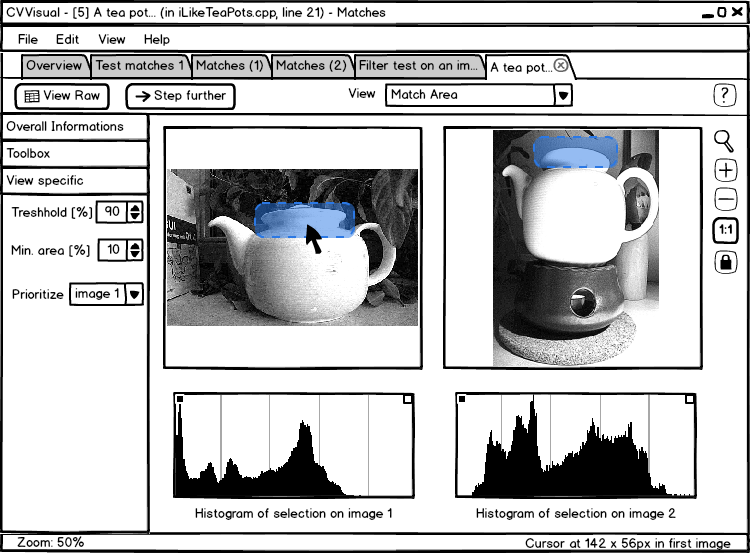 CVVisual - [5] A tea pot... (in iLikeTeaPots.cpp, line 21) - Matches
File Edit View Help
Overview Test matches 1 Matches (1) Matches (2) Filter test on an im... A tea pot...
View Raw Step further View Match Area ?
Overall Informations
Toolbox
View specific
Treshhold [%] 90
Min. area [%] 10
Prioritize image 1
1:1
Histogram of selection on image 1 Histogram of selection on image 2
Zoom: 50% Cursor at 142 x 56px in first image